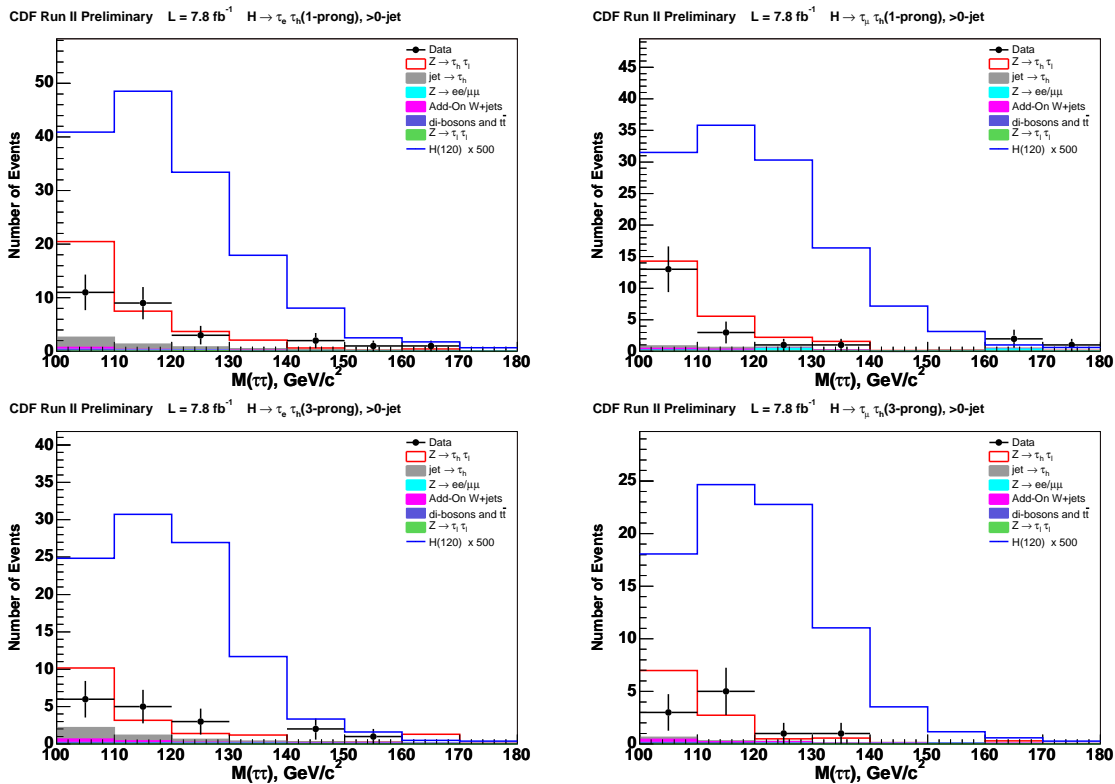 CDF Run II Preliminary L = 7.8 fb⁻¹ H → τe τh(1-prong), >0-jet
Number of Events
50
40
30
20
10
0
Data
Z → τh τl
jet → τh
Z → ee/μμ
Add-On W+jets
di-bosons and tt̄
Z → τl τl
H(120) x 500
100 110 120 130 140 150 160 170 180
M(ττ), GeV/c²
CDF Run II Preliminary L = 7.8 fb⁻¹ H → τμ τh(1-prong), >0-jet
Number of Events
45
40
35
30
25
20
15
10
5
0
Data
Z → τh τl
jet → τh
Z → ee/μμ
Add-On W+jets
di-bosons and tt̄
Z → τl τl
H(120) x 500
100 110 120 130 140 150 160 170 180
M(ττ), GeV/c²
CDF Run II Preliminary L = 7.8 fb⁻¹ H → τe τh(3-prong), >0-jet
Number of Events
40
35
30
25
20
15
10
5
0
Data
Z → τh τl
jet → τh
Z → ee/μμ
Add-On W+jets
di-bosons and tt̄
Z → τl τl
H(120) x 500
100 110 120 130 140 150 160 170 180
M(ττ), GeV/c²
CDF Run II Preliminary L = 7.8 fb⁻¹ H → τμ τh(3-prong), >0-jet
Number of Events
25
20
15
10
5
0
Data
Z → τh τl
jet → τh
Z → ee/μμ
Add-On W+jets
di-bosons and tt̄
Z → τl τl
H(120) x 500
100 110 120 130 140 150 160 170 180
M(ττ), GeV/c²